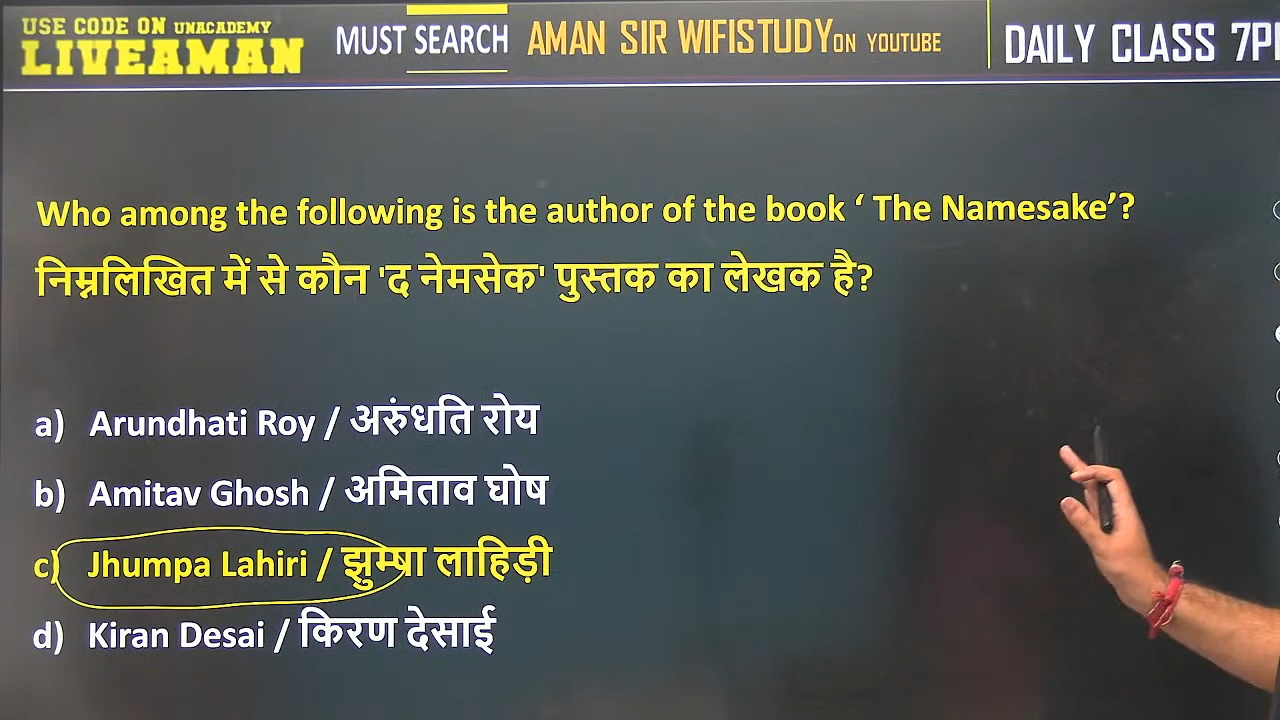 USE CODE ON UNACADEMY
LIVEAMAN
MUST SEARCH AMAN SIR WIFISTUDY ON YOUTUBE
DAILY CLASS 7P
Who among the following is the author of the book ‘ The Namesake’?
निम्नलिखित में से कौन 'द नेमसेक' पुस्तक का लेखक है?
a) Arundhati Roy / अरुंधति रोय
b) Amitav Ghosh / अमिताव घोष
c) Jhumpa Lahiri / झुम्षा लाहिड़ी
d) Kiran Desai / किरण देसाई